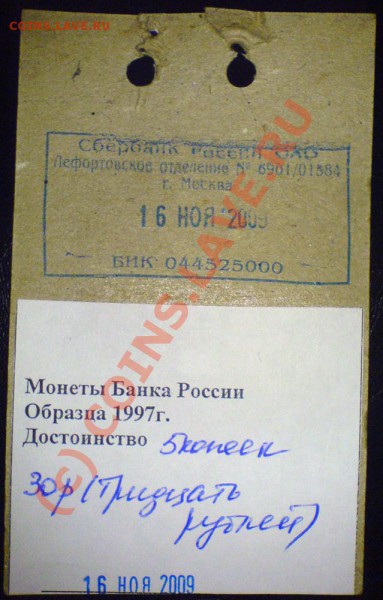 COINS.LAVE.RU
Сбербанк России ОАО
Лефортовское отделение № 6901/01584
г. Москва
16 НОЯ 2009
БИК 044525000
(c) COINS.LAVE.RU
Монеты Банка России
Образца 1997г.
Достоинство 5копеек
30р (Тридцать
рублей)
16 НОЯ 2009